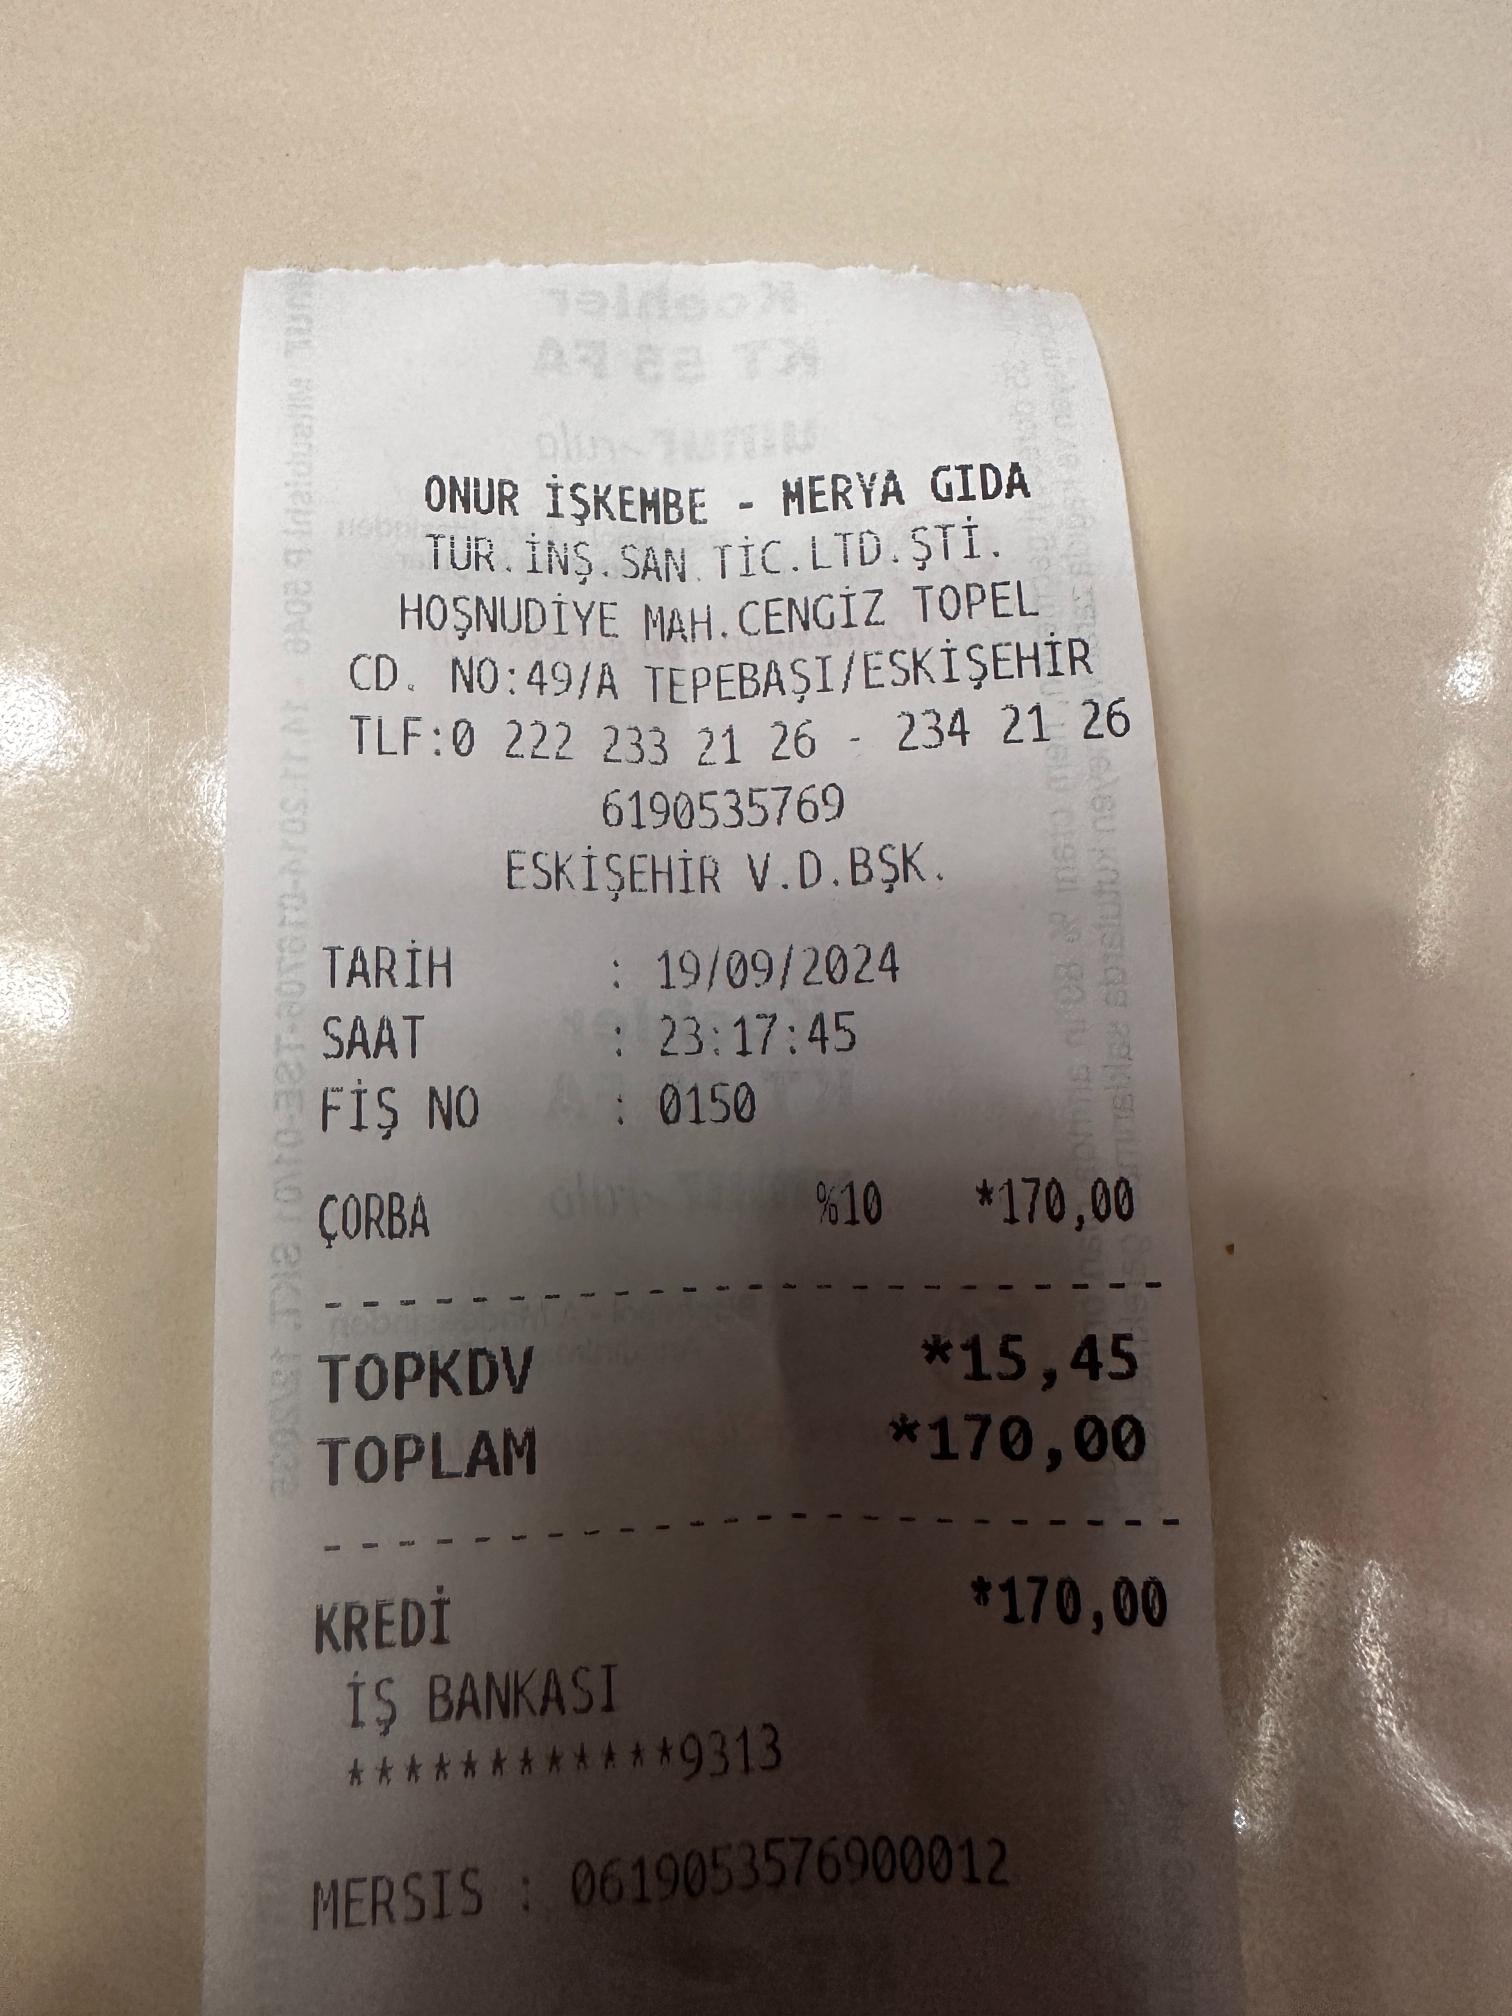 ONUR İŞKEMBE - MERYA GIDA
TUR.İNŞ.SAN.TİC.LTD.ŞTİ.
HOŞNUDİYE MAH.CENGİZ TOPEL
CD. NO:49/A TEPEBAŞI/ESKİŞEHİR
TLF:0 222 233 21 26 - 234 21 26
6190535769
ESKİŞEHİR V.D.BŞK.
TARİH : 19/09/2024
SAAT : 23:17:45
FİŞ NO : 0150
ÇORBA %10 *170,00
TOPKDV *15,45
TOPLAM *170,00
KREDİ *170,00
İŞ BANKASI
************9313
MERSIS : 0619053576900012